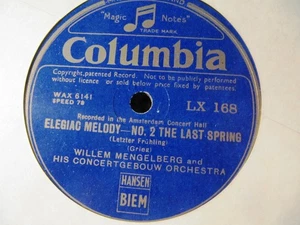 "Magic Notes"
TRADE MARK
Columbia
Copyright,patented Record. Not to be publicly performed
without licence or sold below price fixed by patentees.
WAX 6141
SPEED 78
LX 168
Recorded in the Amsterdam Concert Hall
ELEGIAC MELODY—NO. 2 THE LAST SPRING
(Letzter Frühling)
(Grieg)
WILLEM MENGELBERG and
HIS CONCERTGEBOUW ORCHESTRA
HANSEN
BIEM